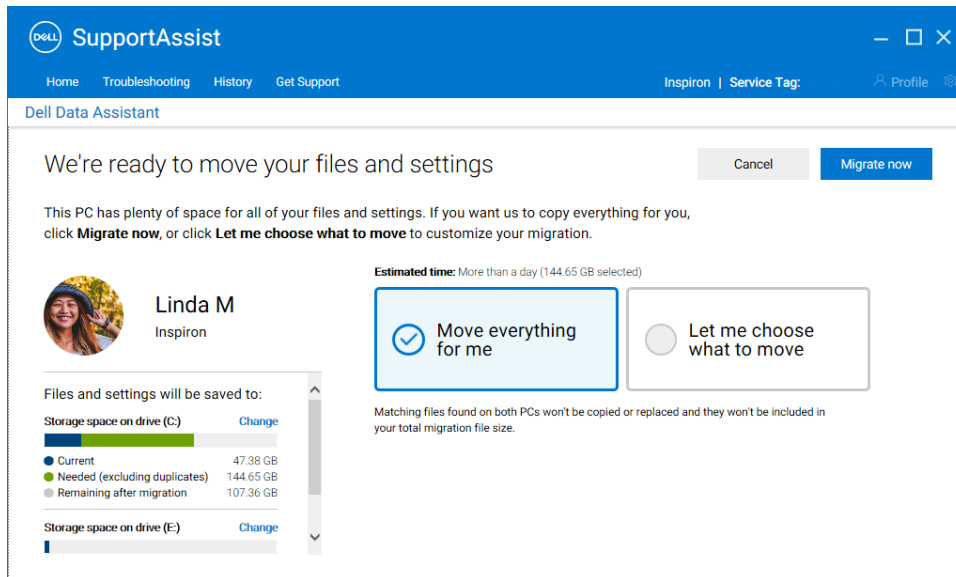 DELL SupportAssist
Home Troubleshooting History Get Support Inspiron | Service Tag: Profile
Dell Data Assistant
We're ready to move your files and settings
Cancel
Migrate now
This PC has plenty of space for all of your files and settings. If you want us to copy everything for you,
click Migrate now, or click Let me choose what to move to customize your migration.
Linda M
Inspiron
Files and settings will be saved to:
Storage space on drive (C:) Change
Current 47.38 GB
Needed (excluding duplicates) 144.65 GB
Remaining after migration 107.36 GB
Storage space on drive (E:) Change
Estimated time: More than a day (144.65 GB selected)
Move everything
for me
Let me choose
what to move
Matching files found on both PCs won't be copied or replaced and they won't be included in
your total migration file size.